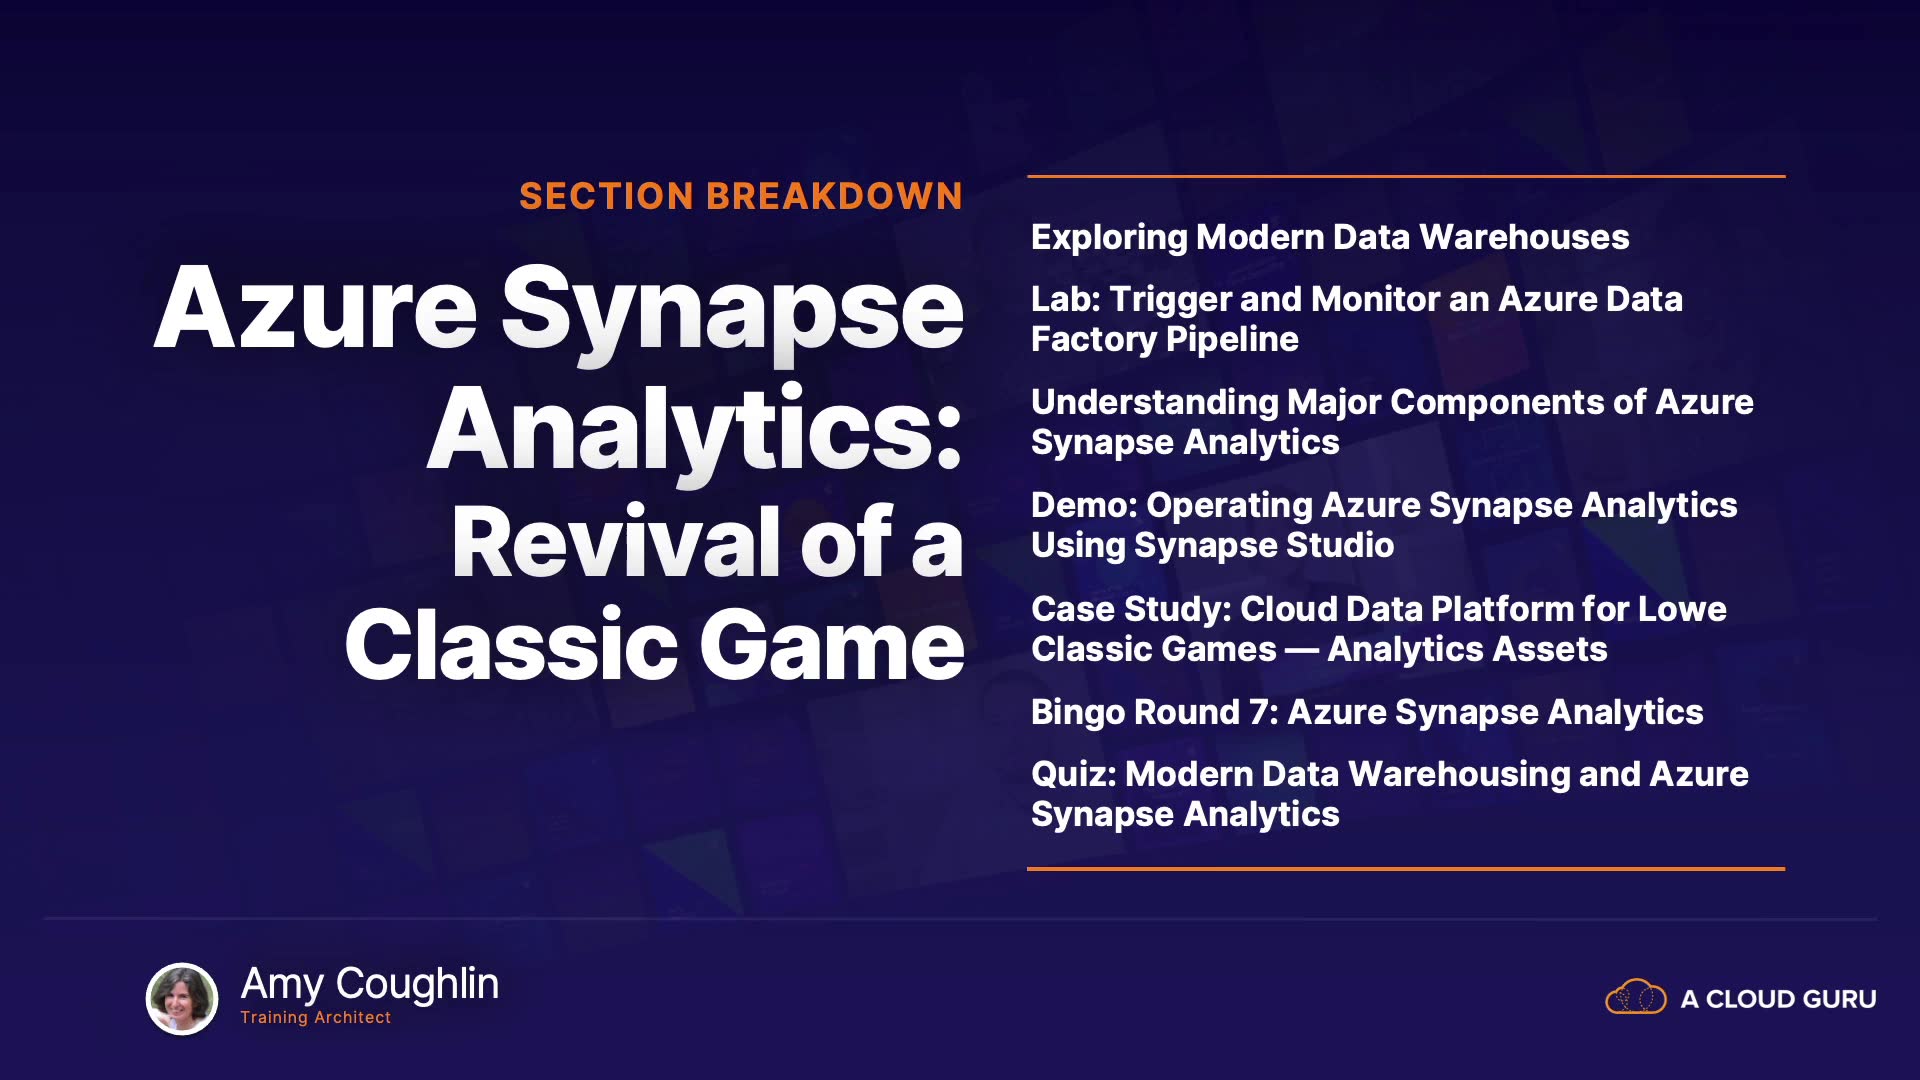 SECTION BREAKDOWN
Azure Synapse
Analytics:
Revival of a
Classic Game
Exploring Modern Data Warehouses
Lab: Trigger and Monitor an Azure Data
Factory Pipeline
Understanding Major Components of Azure
Synapse Analytics
Demo: Operating Azure Synapse Analytics
Using Synapse Studio
Case Study: Cloud Data Platform for Lowe
Classic Games — Analytics Assets
Bingo Round 7: Azure Synapse Analytics
Quiz: Modern Data Warehousing and Azure
Synapse Analytics
Amy Coughlin
Training Architect
A CLOUD GURU